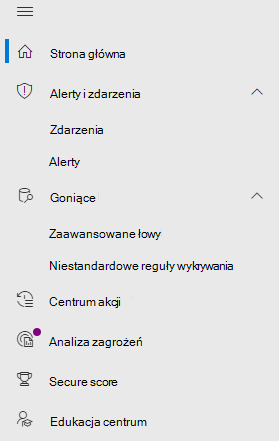 Strona główna
Alerty i zdarzenia
Zdarzenia
Alerty
Goniące
Zaawansowane łowy
Niestandardowe reguły wykrywania
Centrum akcji
Analiza zagrożeń
Secure score
Edukacja centrum